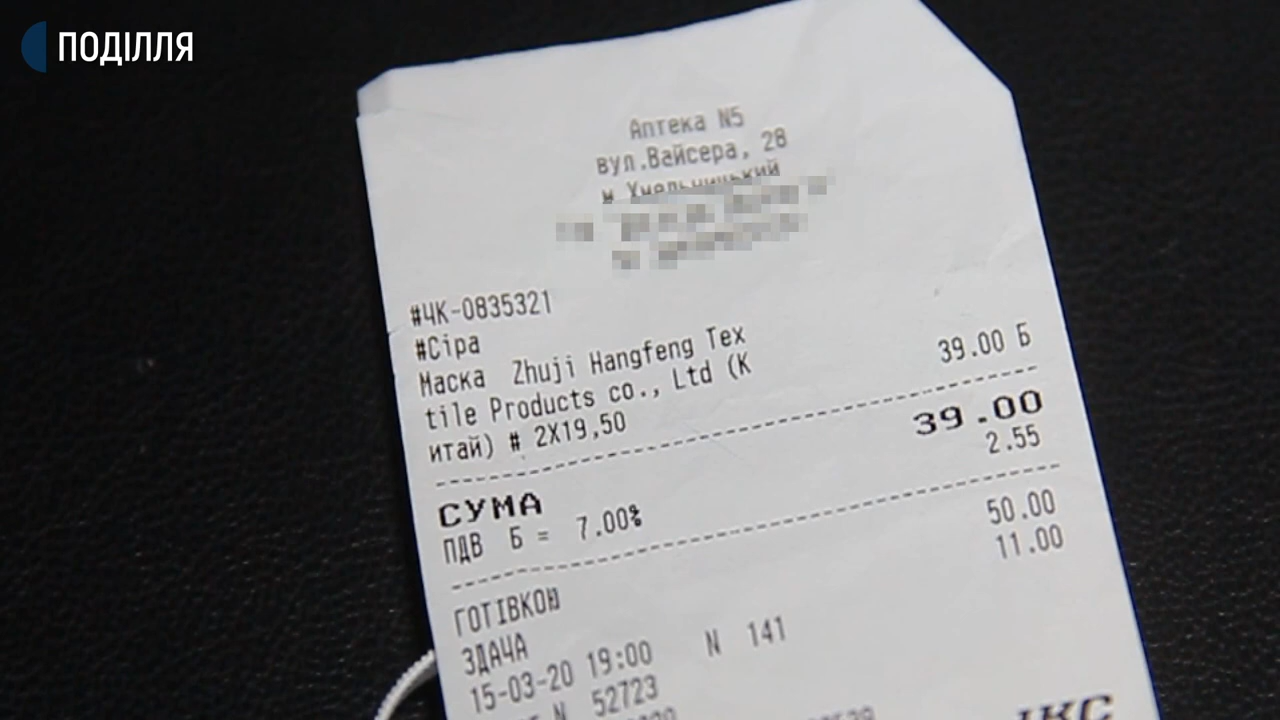 ПОДІЛЛЯ
Аптека N5
вул.Вайсера, 28
м Хмельницький
#ЧК-0835321
#Сіра
Маска Zhuji Hangfeng Tex
tile Products co., Ltd (К
итай) # 2X19,50 39.00 Б
СУМА 39.00
ПДВ Б = 7.00% 2.55
ГОТІВКОЮ 50.00
ЗДАЧА 11.00
15-03-20 19:00 N 141
N 52723